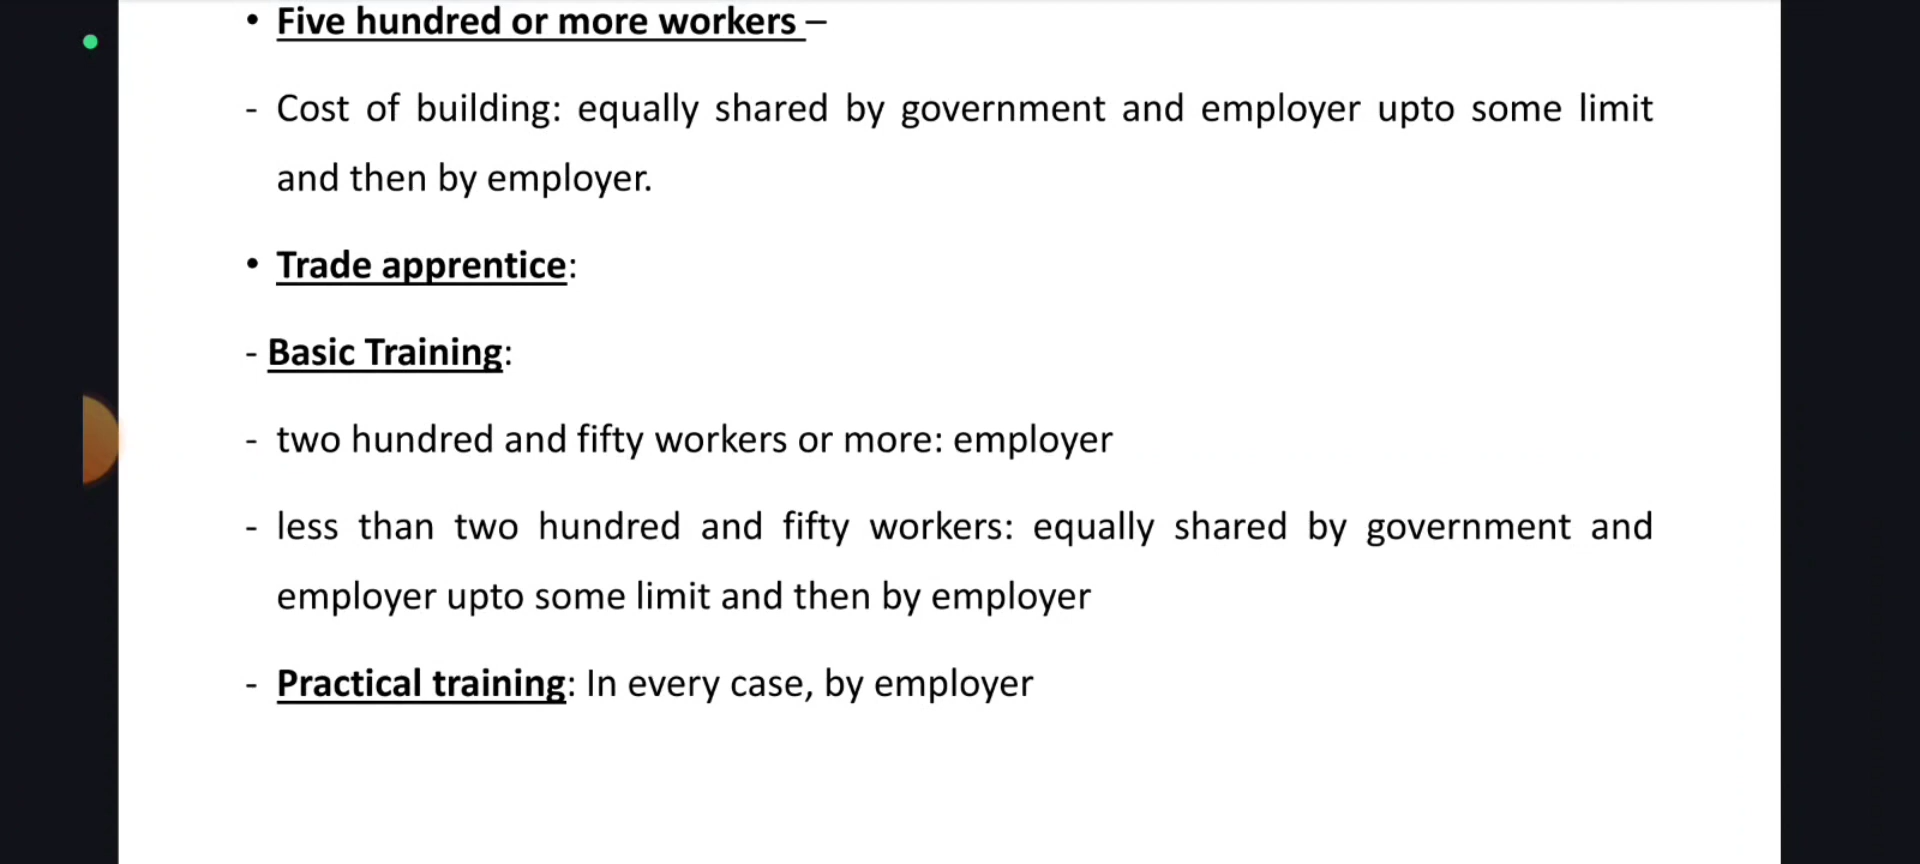 • Five hundred or more workers –
- Cost of building: equally shared by government and employer upto some limit
and then by employer.
• Trade apprentice:
- Basic Training:
- two hundred and fifty workers or more: employer
- less than two hundred and fifty workers: equally shared by government and
employer upto some limit and then by employer
- Practical training: In every case, by employer